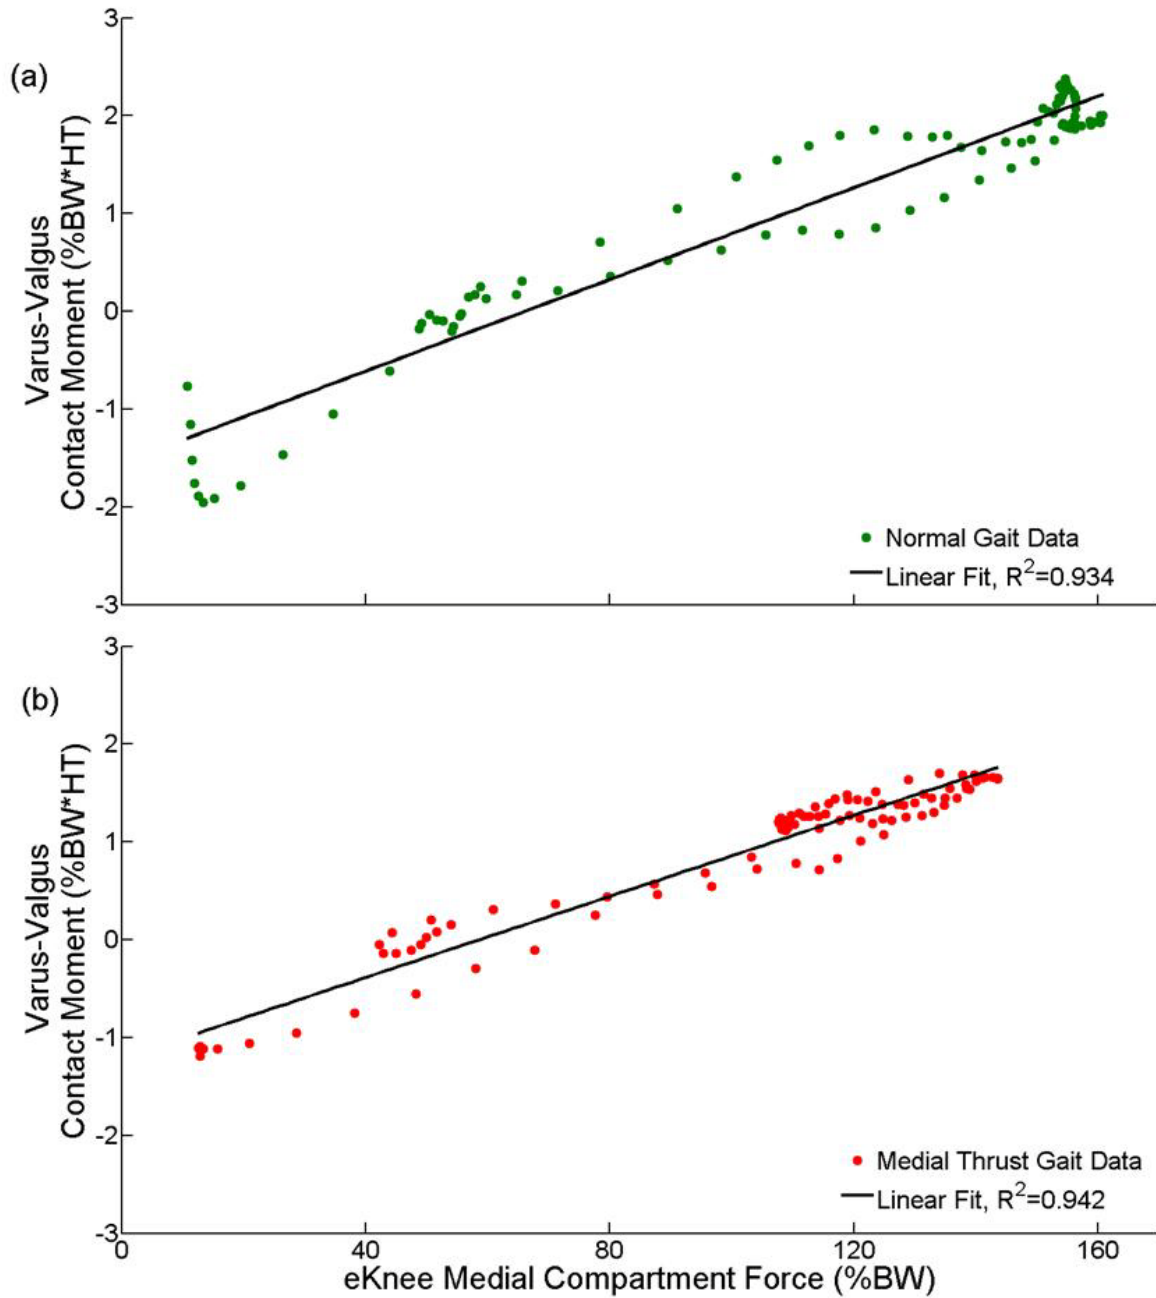 (a)
Varus-Valgus
Contact Moment (%BW*HT)
3
2
1
0
-1
-2
-3
Normal Gait Data
Linear Fit, R²=0.934
(b)
Varus-Valgus
Contact Moment (%BW*HT)
3
2
1
0
-1
-2
-3
Medial Thrust Gait Data
Linear Fit, R²=0.942
0 40 80 120 160
eKnee Medial Compartment Force (%BW)